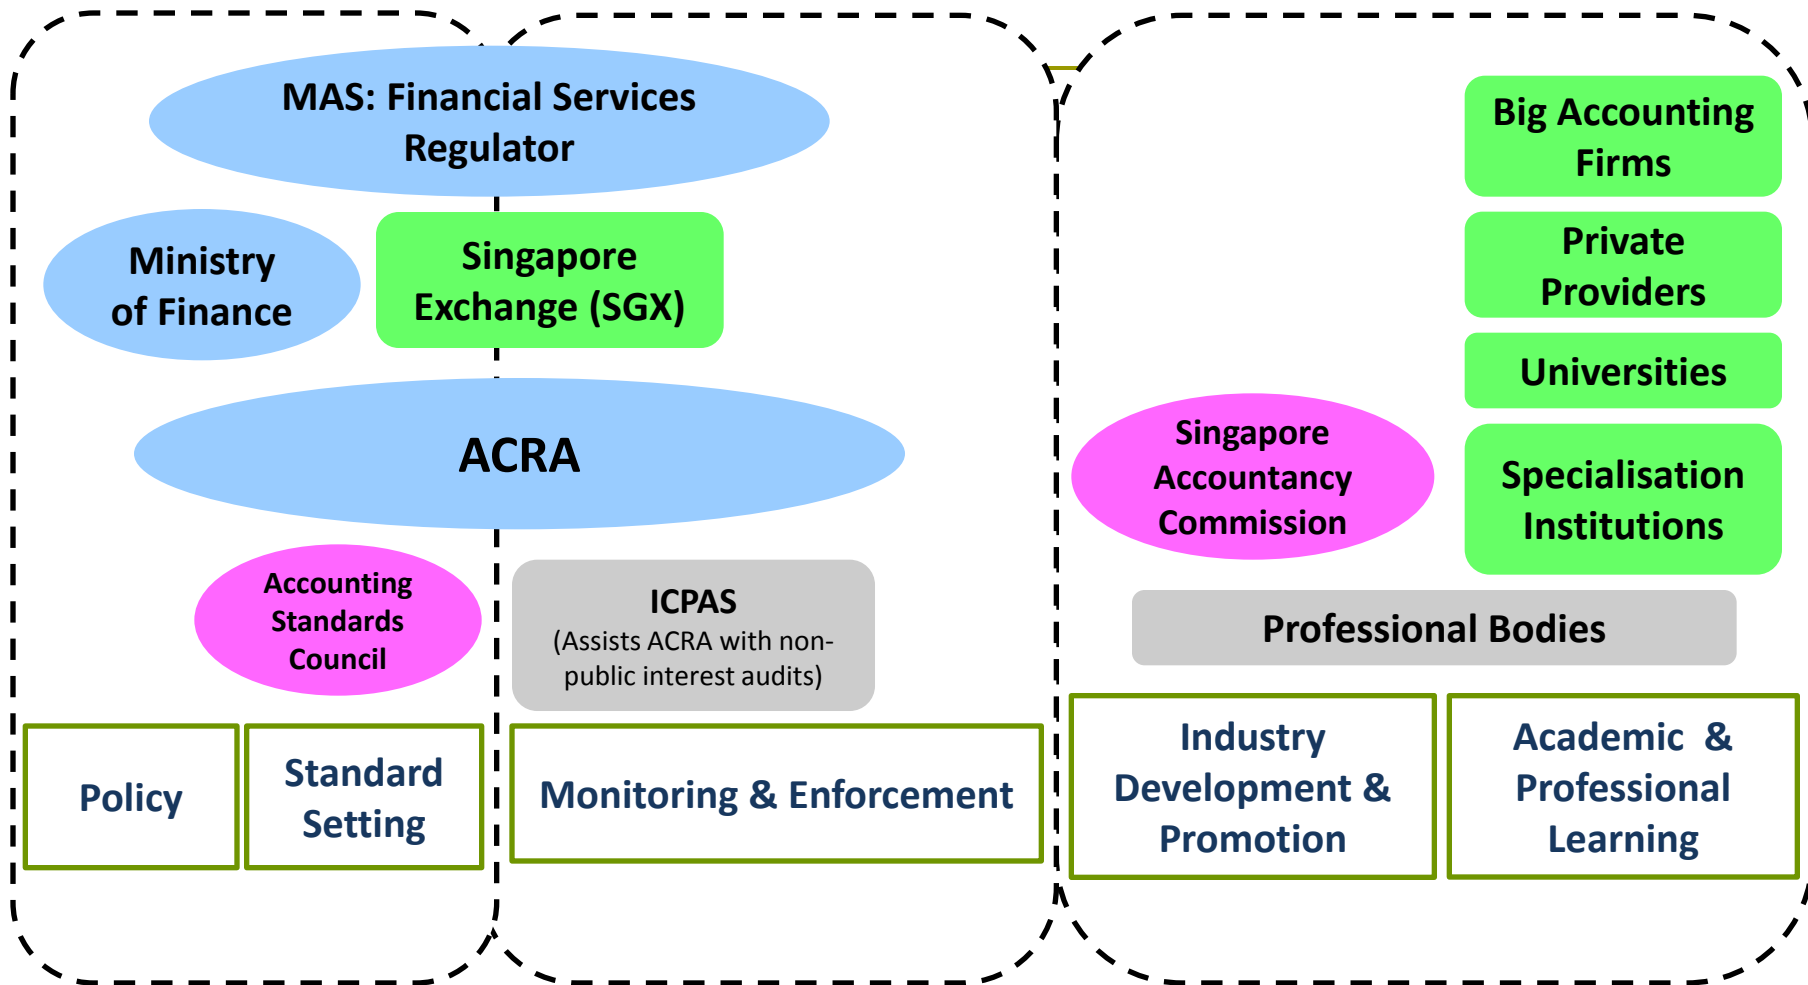 MAS: Financial Services
Regulator
Ministry
of Finance
Singapore
Exchange (SGX)
ACRA
Accounting
Standards
Council
ICPAS
(Assists ACRA with non-
public interest audits)
Policy
Standard
Setting
Monitoring & Enforcement
Big Accounting
Firms
Private
Providers
Universities
Singapore
Accountancy
Commission
Specialisation
Institutions
Professional Bodies
Industry
Development &
Promotion
Academic &
Professional
Learning